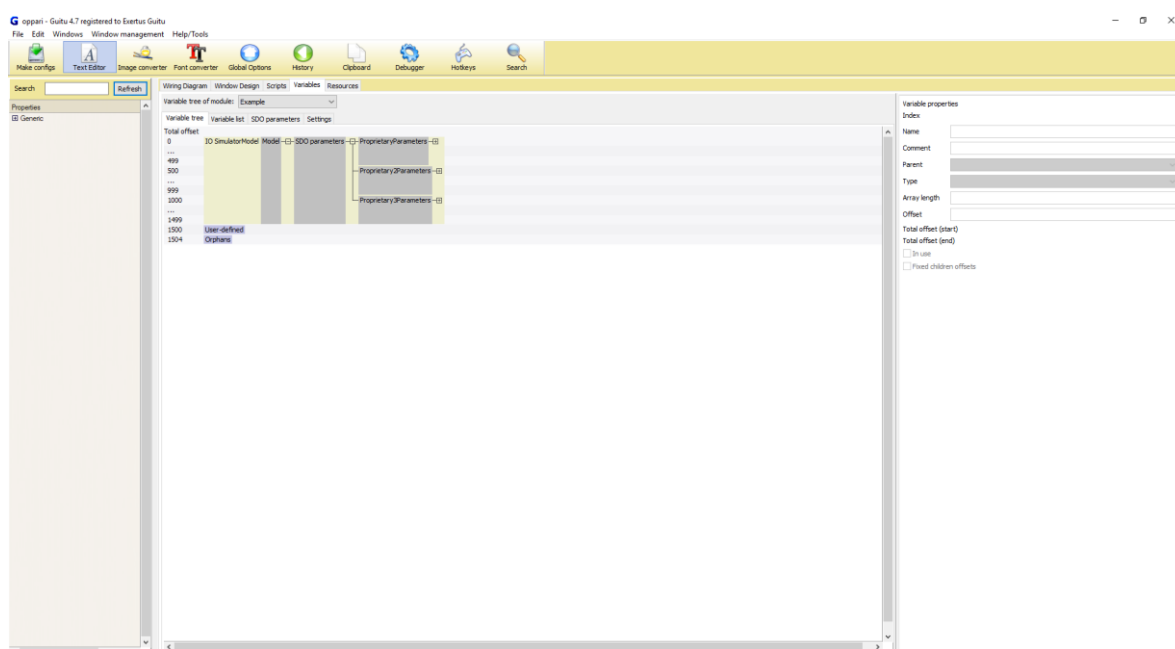 G oppari - Guitu 4.7 registered to Exertus Guitu
File Edit Windows Window management Help/Tools
Make configs Text Editor Image converter Font converter Global Options History Clipboard Debugger Hotkeys Search
Search Refresh
Properties
Generic
Wiring Diagram Window Design Scripts Variables Resources
Variable tree of module: Example
Variable tree Variable list SDO parameters Settings
Total offset
0 IO SimulatorModel Model SDO parameters ProprietaryParameters
...
499
500 Proprietary2Parameters
...
999
1000 Proprietary3Parameters
...
1499
1500 User-defined
1504 Orphans
Variable properties
Index
Name
Comment
Parent
Type
Array length
Offset
Total offset (start)
Total offset (end)
In use
Fixed children offsets